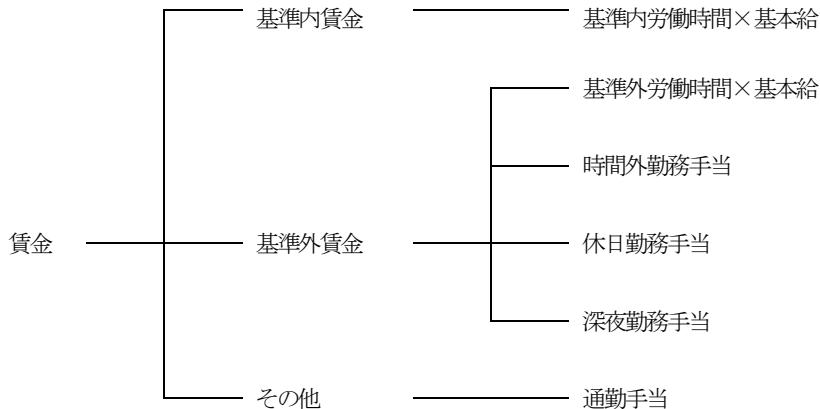 基準内賃金 基準内労働時間×基本給
基準外労働時間×基本給
時間外勤務手当
賃金 基準外賃金 休日勤務手当
深夜勤務手当
その他 通勤手当